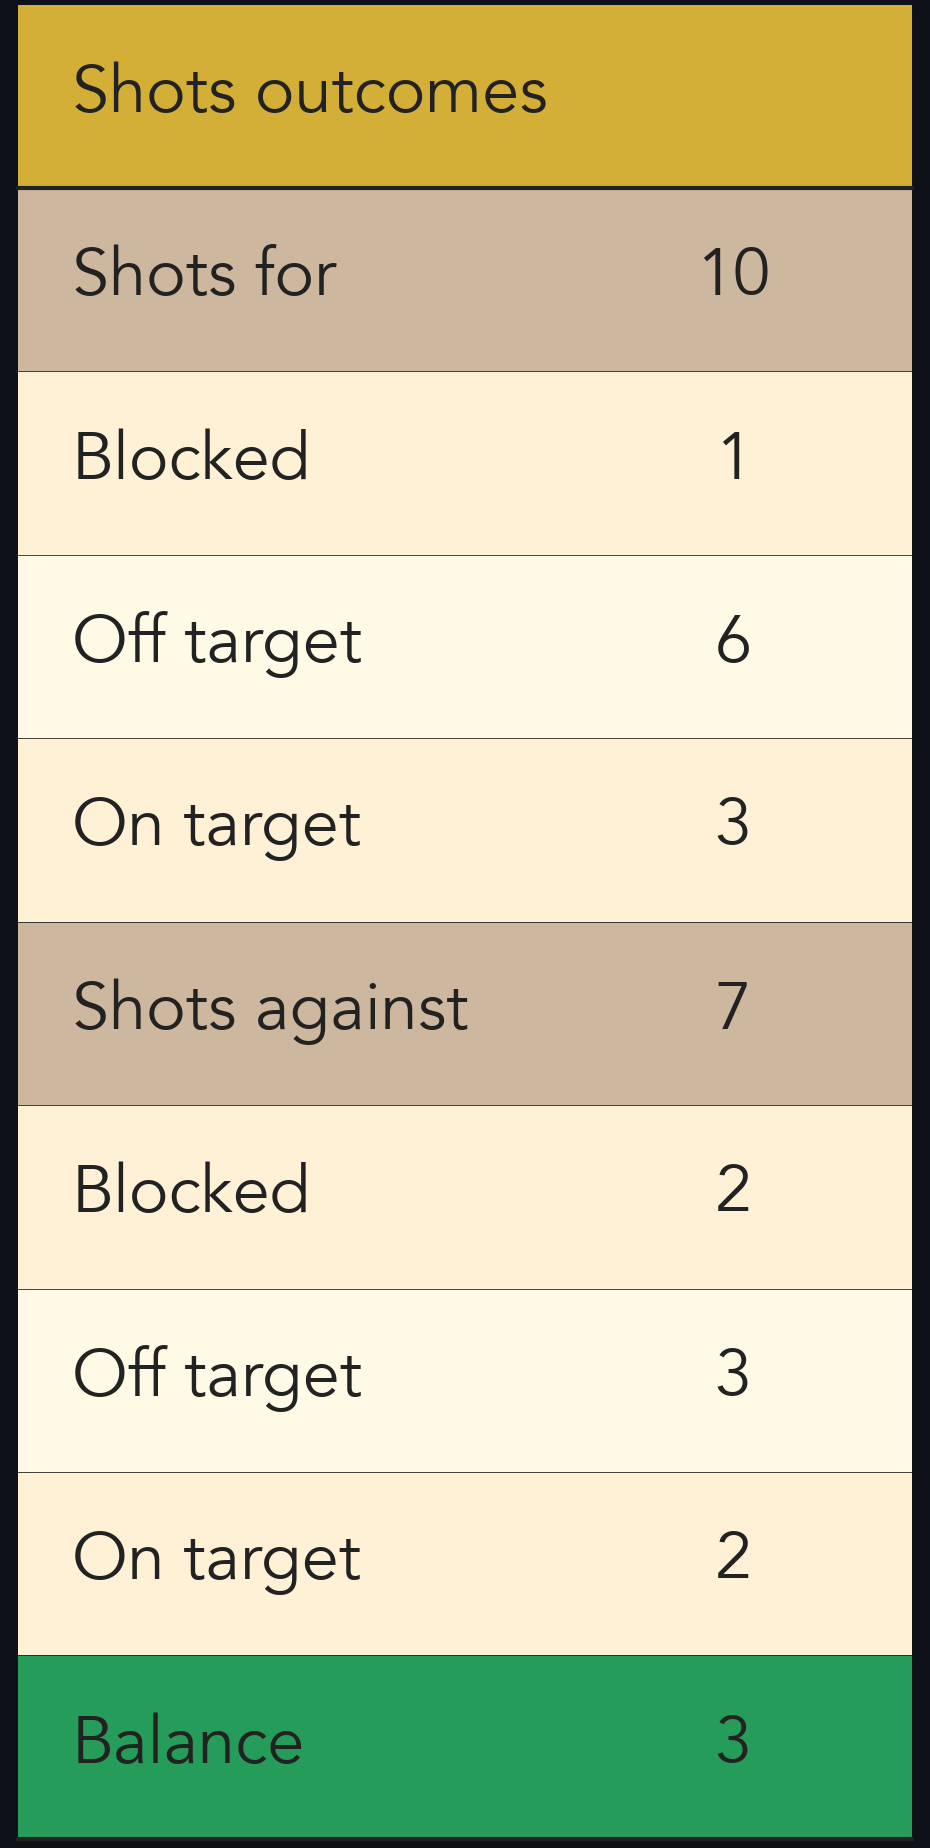 Shots outcomes
Shots for 10
Blocked 1
Off target 6
On target 3
Shots against 7
Blocked 2
Off target 3
On target 2
Balance 3